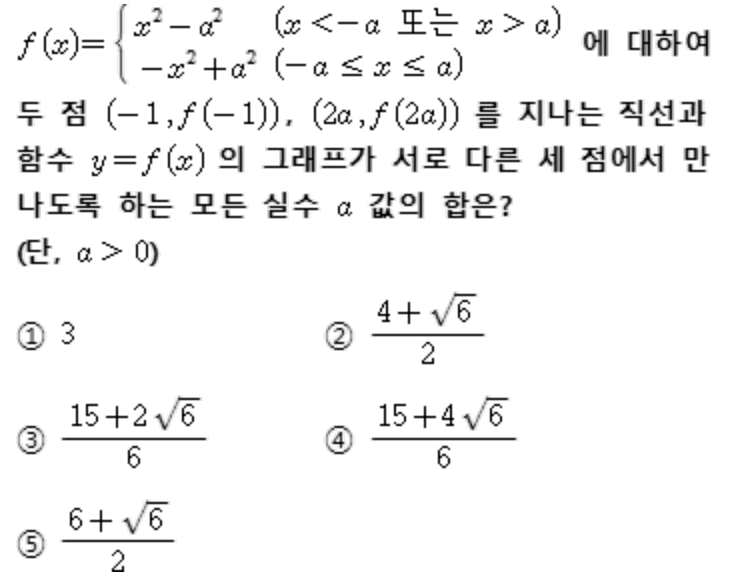 f(x)={ x²-a² (x<-a 또는 x>a) 에 대하여
-x²+a² (-a≤x≤a)
두 점 (-1,f(-1)), (2a,f(2a)) 를 지나는 직선과
함수 y=f(x) 의 그래프가 서로 다른 세 점에서 만
나도록 하는 모든 실수 a 값의 합은?
(단, a>0)
① 3 ② (4+√6)/2
③ (15+2√6)/6 ④ (15+4√6)/6
⑤ (6+√6)/2